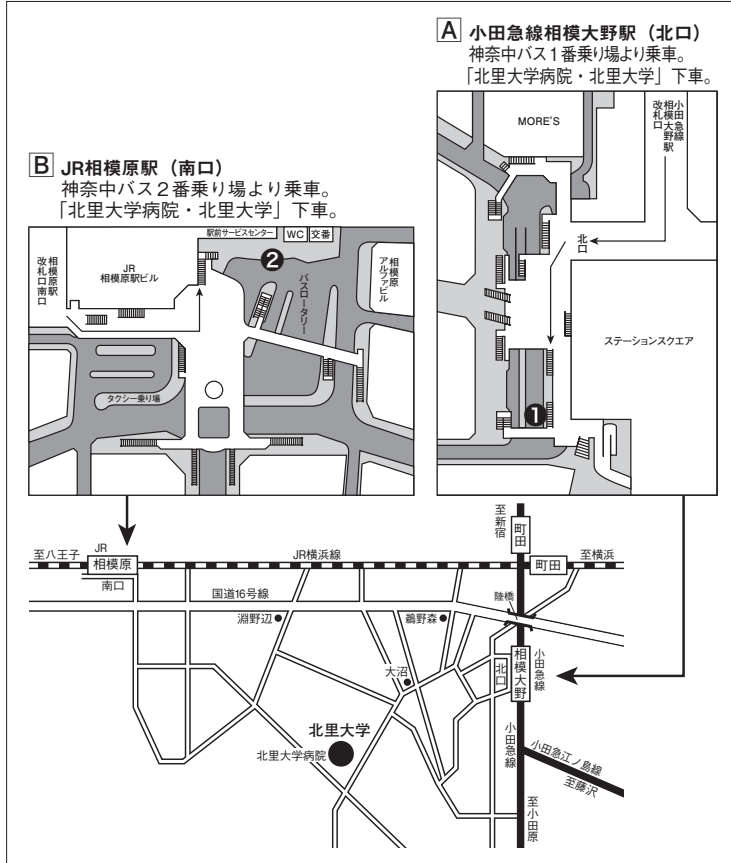 A 小田急線相模大野駅（北口）
神奈中バス1番乗り場より乗車。
「北里大学病院・北里大学」下車。
MORE'S
小田急線
相模大野駅
改札口
北口
ステーションスクエア
1
B JR相模原駅（南口）
神奈中バス2番乗り場より乗車。
「北里大学病院・北里大学」下車。
駅前サービスセンター
WC
交番
相模原駅
改札口南口
JR
相模原駅ビル
2
バスロータリー
相模原
アルファビル
タクシー乗り場
至新宿
町田
至八王子
JR
相模原
南口
JR横浜線
町田
至横浜
国道16号線
陸橋
淵野辺
鵜野森
大沼
北口
相模大野
小田急線
北里大学
北里大学病院
小田急線
小田急江ノ島線
至藤沢
至小田原